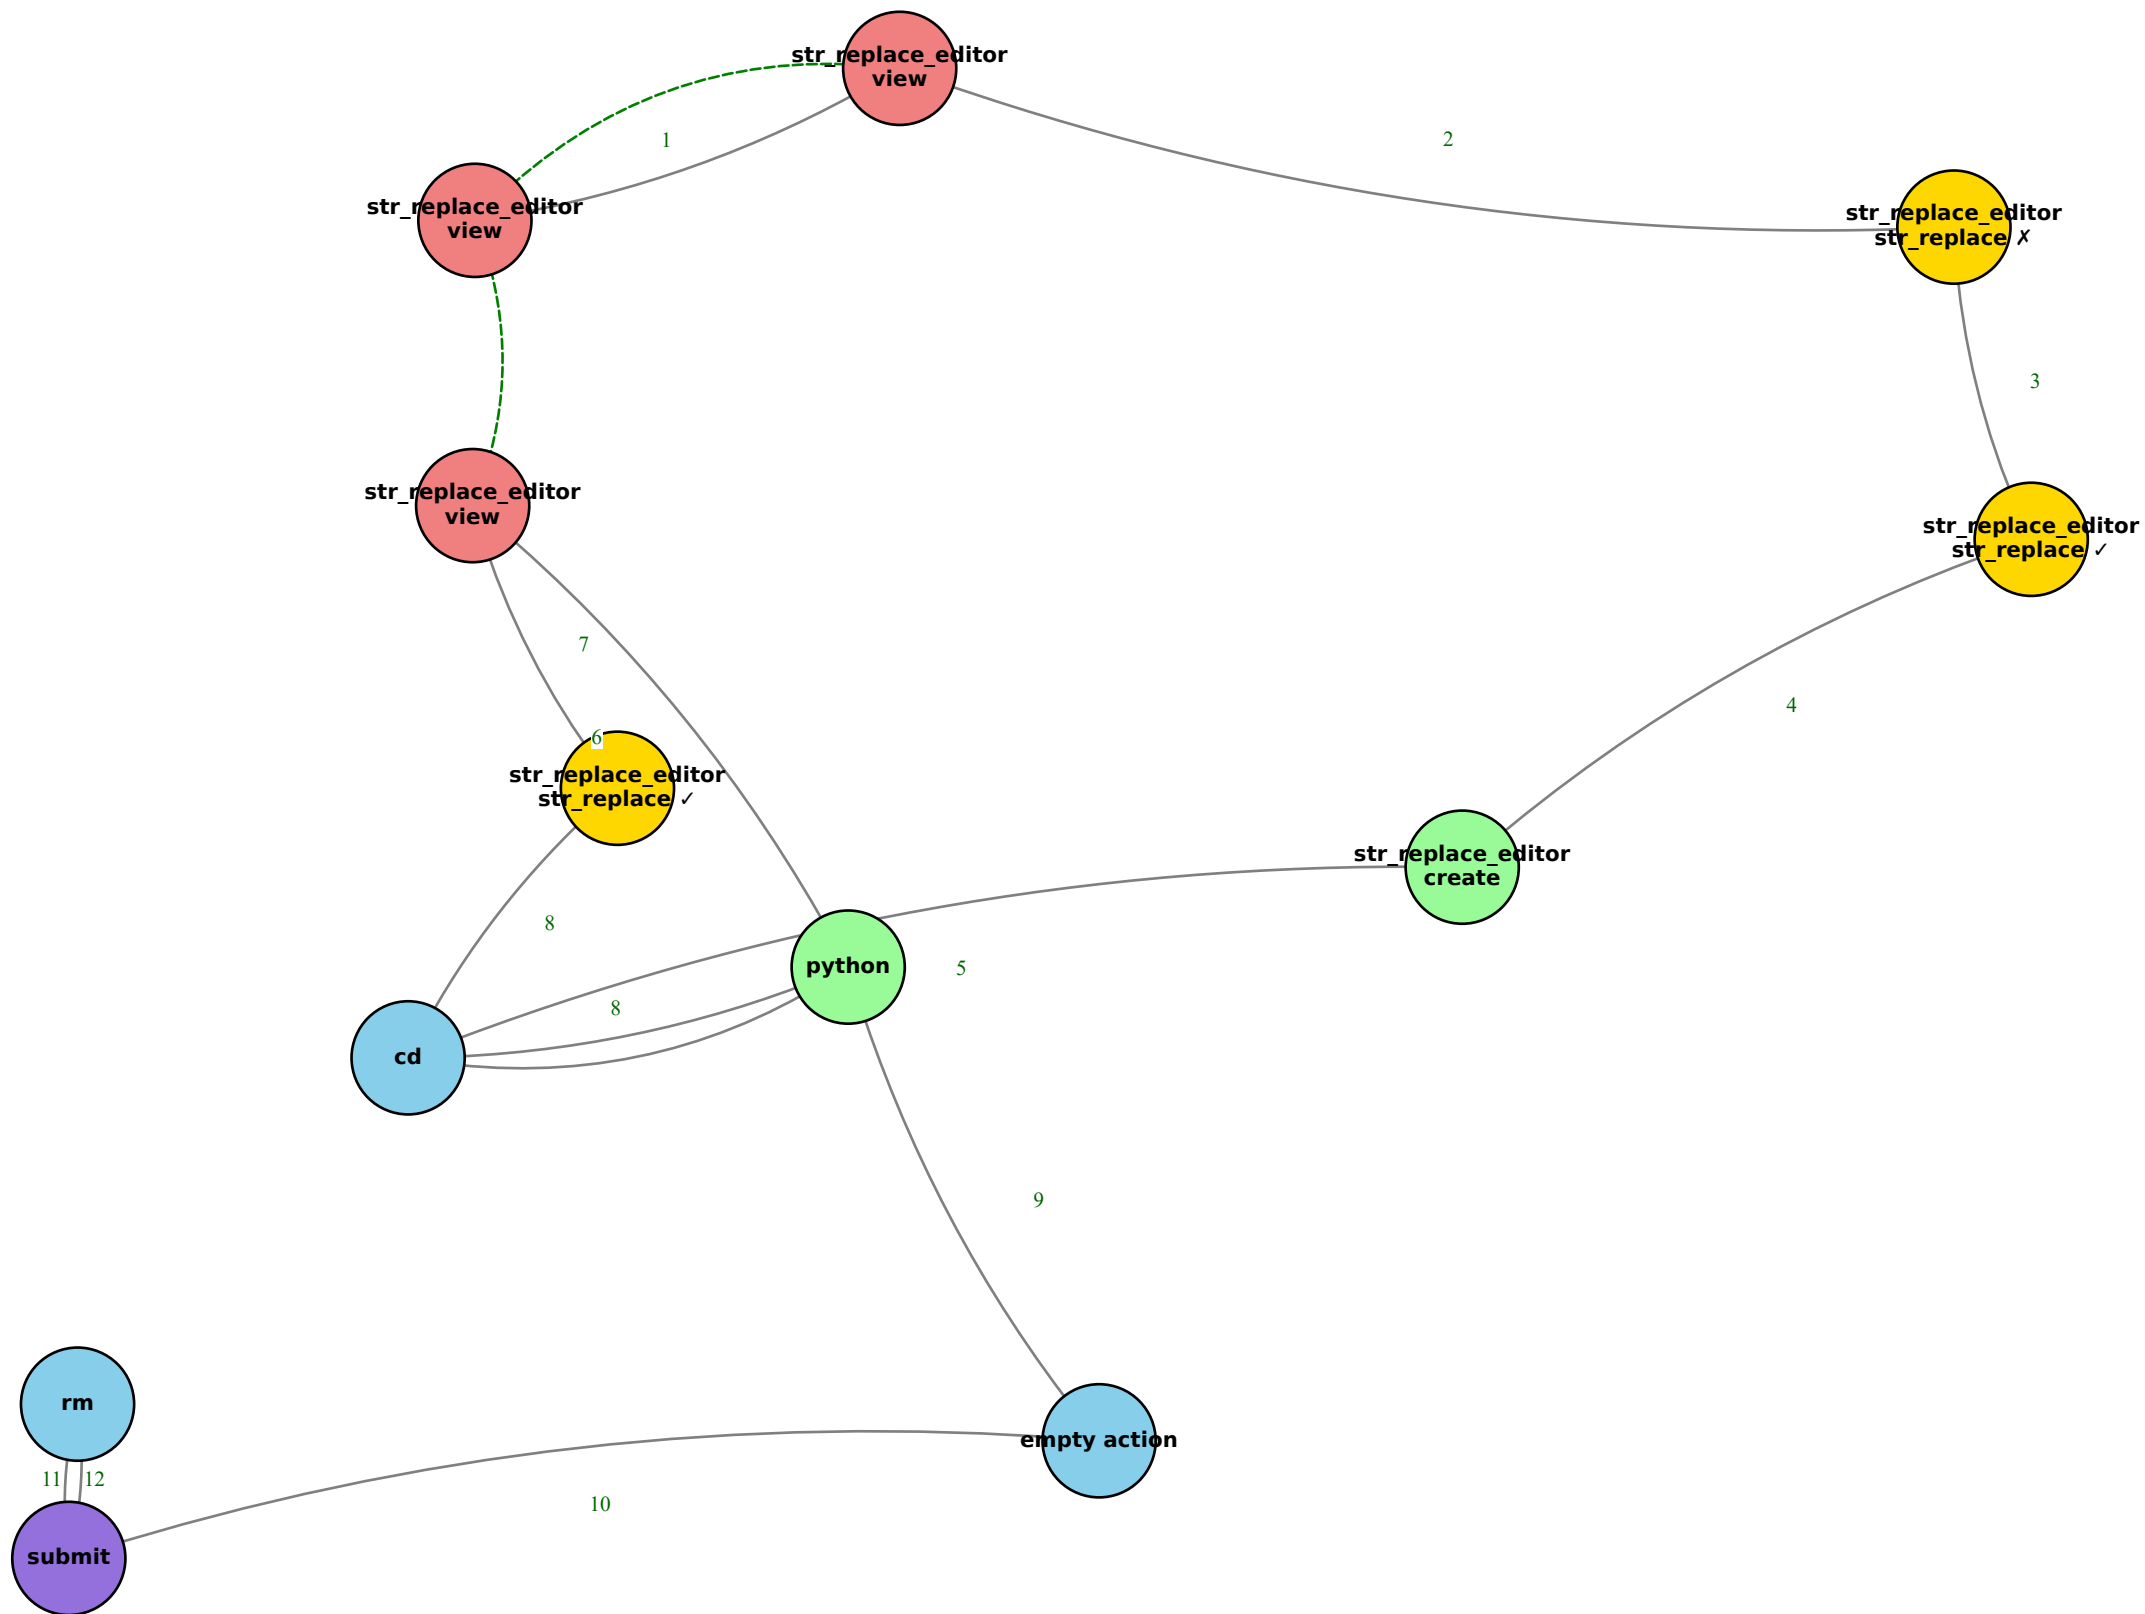 str_replace_editor
view
1
2
str_replace_editor
view
str_replace_editor
str_replace ✗
3
str_replace_editor
view
str_replace_editor
str_replace ✓
7
4
6
str_replace_editor
str_replace ✓
str_replace_editor
create
8
python
5
8
cd
9
rm
empty action
11
12
10
submit